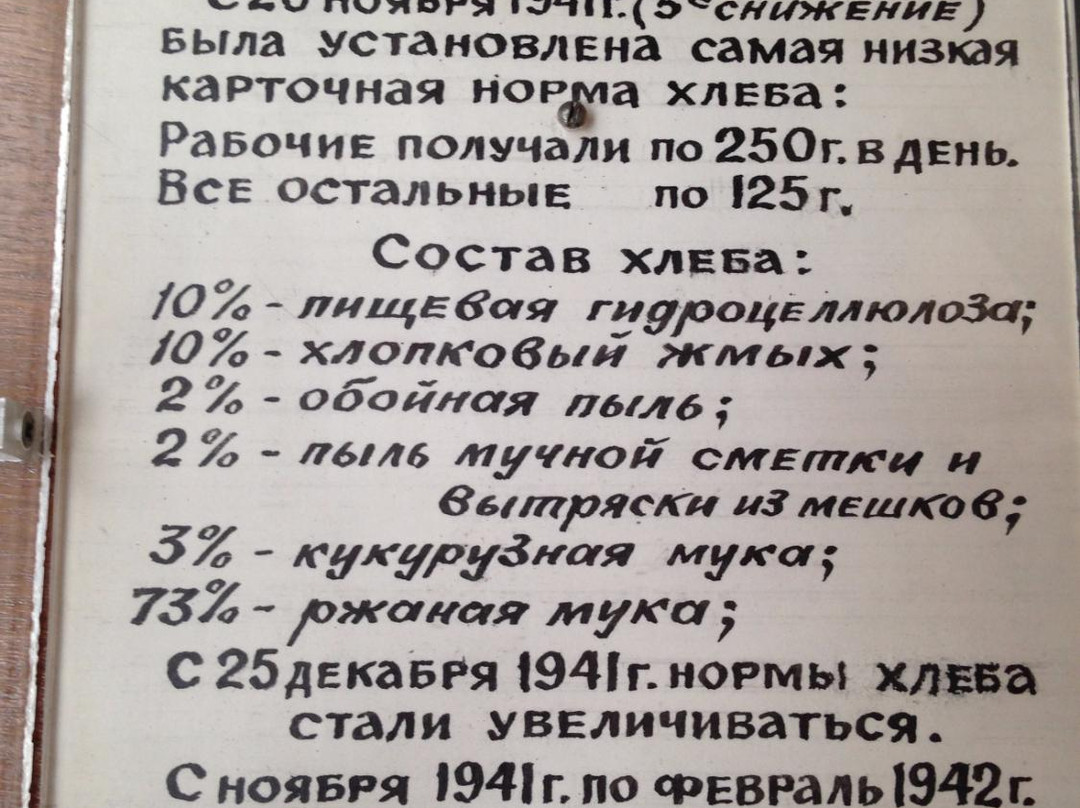 С 20 ноября 1941г. (5ое снижение)
была установлена самая низкая
карточная норма хлеба:
Рабочие получали по 250г. в день.
Все остальные по 125г.
Состав хлеба:
10% - пищевая гидроцеллюлоза;
10% - хлопковый жмых;
2% - обойная пыль;
2% - пыль мучной сметки и
вытряски из мешков;
3% - кукурузная мука;
73% - ржаная мука;
С 25 декабря 1941г. нормы хлеба
стали увеличиваться.
С ноября 1941г. по февраль 1942г.